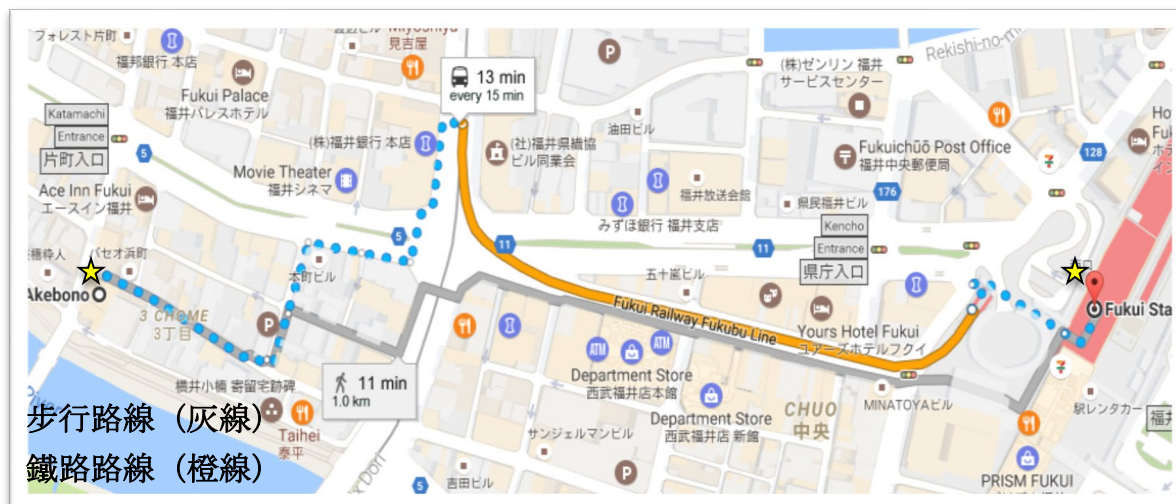 フォレスト片町
福邦銀行 本店
見吉屋
Fukui Palace
福井パレスホテル
Katamachi
Entrance
片町入口
5
Ace Inn Fukui
エースイン福井
パセオ浜町
Akebono
3 CHOME
3丁目
P
本町ビル
5
Movie Theater
福井シネマ
(株)福井銀行 本店
13 min
every 15 min
(社)福井県繊協
ビル同業会
P
油田ビル
(株)ゼンリン 福井
サービスセンター
Rekishi-no-m
Fukuichūō Post Office
福井中央郵便局
176
128
福井放送会館
県民福井ビル
みずほ銀行 福井支店
11
11
Kencho
Entrance
県庁入口
五十嵐ビル
Fukui Railway Fukubu Line
Yours Hotel Fukui
ユアーズホテルフクイ
Fukui Sta
ATM
ATM
Department Store
西武福井店本館
Department Store
西武福井店 新館
CHUO
中央
MINATOYAビル
駅レンタカー
福井
PRISM FUKUI
サンジェルマンビル
P
吉田ビル
5
11 min
1.0 km
橋井小楠 寄留宅跡碑
Taihei
泰平
步行路線（灰線）
鐵路路線（橙線）